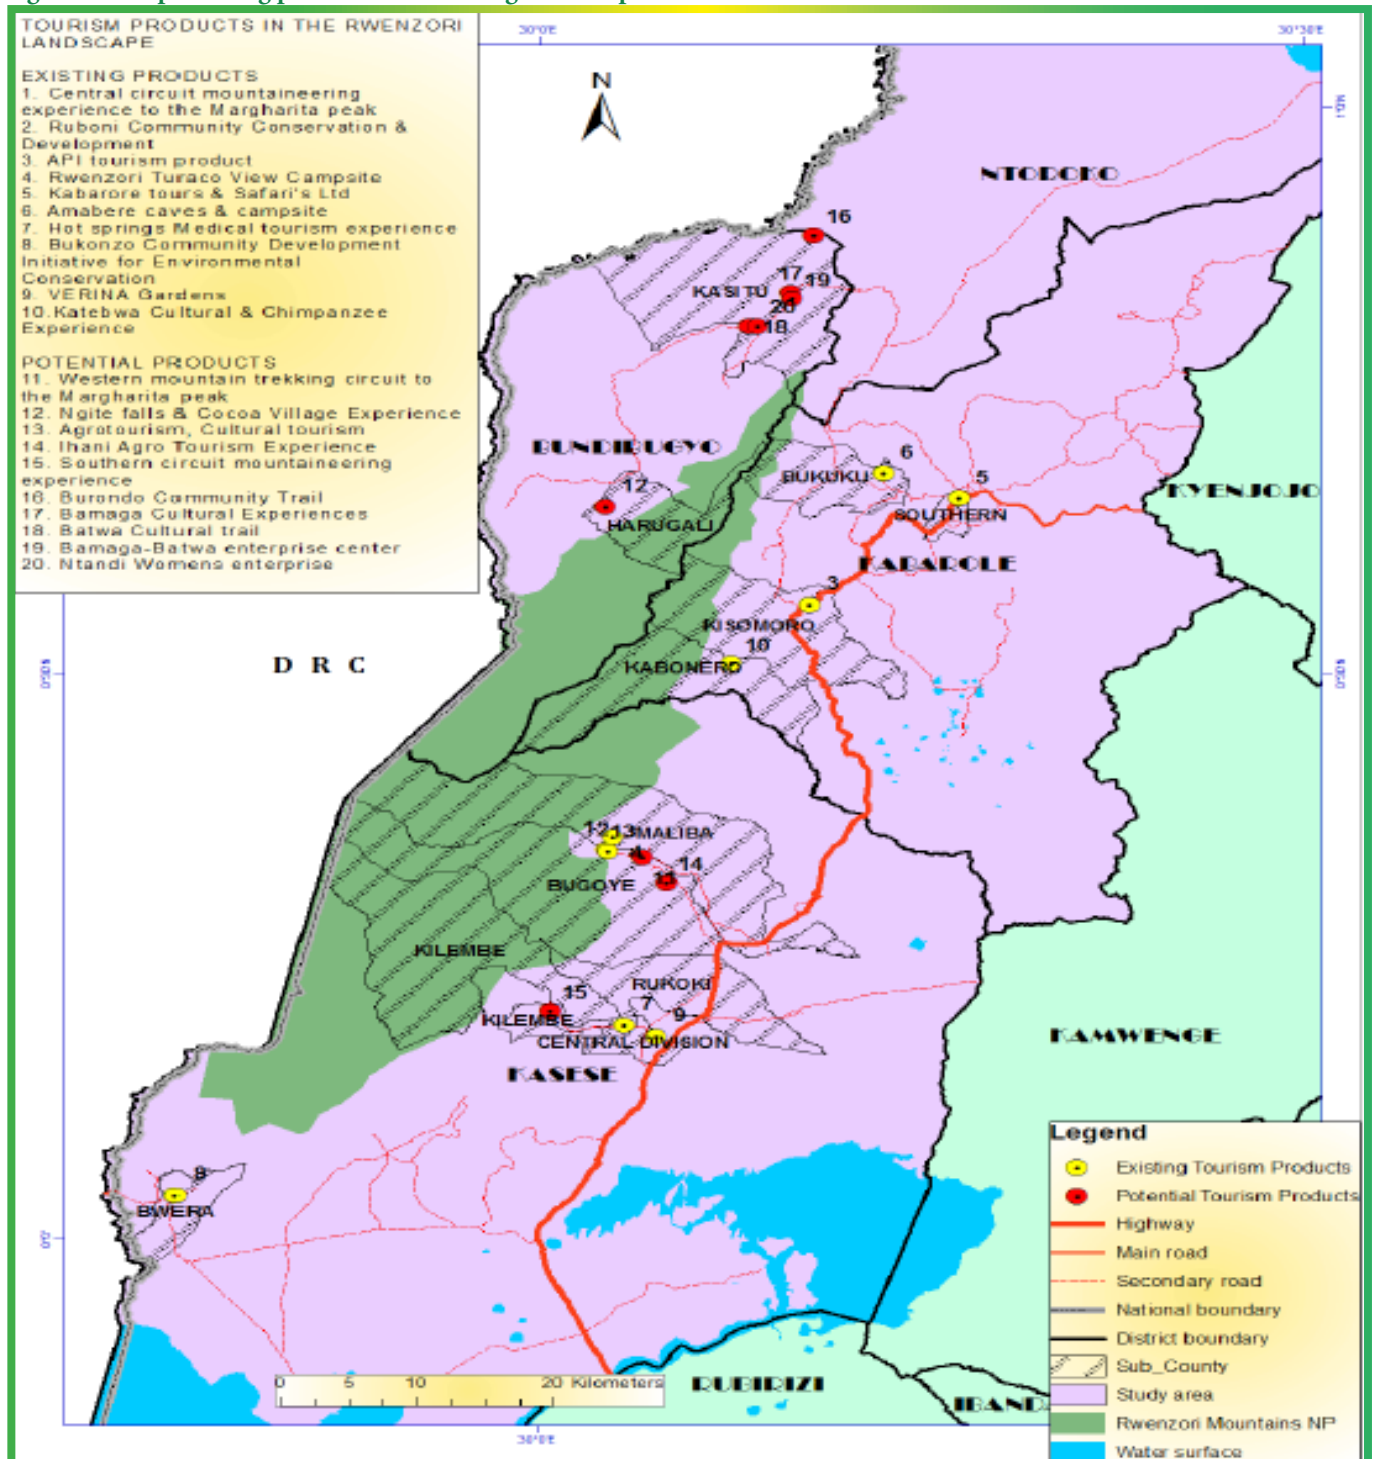 TOURISM PRODUCTS IN THE RWENZORI
LANDSCAPE
EXISTING PRODUCTS
1. Central circuit mountaineering
experience to the Margharita peak
2. Ruboni Community Conservation &
Development
3. API tourism product
4. Rwenzori Turaco View Campsite
5. Kabarore tours & Safari's Ltd
6. Amabere caves & campsite
7. Hot springs Medical tourism experience
8. Bukonzo Community Development
Initiative for Environmental
Conservation
9. VERINA Gardens
10.Katebwa Cultural & Chimpanzee
Experience
POTENTIAL PRODUCTS
11. Western mountain trekking circuit to
the Margharita peak
12. Ngite falls & Cocoa Village Experience
13. Agrotourism, Cultural tourism
14. Ihani Agro Tourism Experience
15. Southern circuit mountaineering
experience
16. Burondo Community Trail
17. Bamaga Cultural Experiences
18. Batwa Cultural trail
19. Bamaga-Batwa enterprise center
20. Ntandi Womens enterprise
30°0'E
30°30'E
N
NTOROKO
16
17
KASITU
19
20
18
BUNDIBUGYO
6
BUKUKU
5
12
KYENJOJO
SOUTHERN
HARUGALI
KABAROLE
3
KISOMORO
10
D R C
KABONERO
0°30'N
0°30'N
12
13
MALIBA
14
BUGOYE
KILEMBE
RUKOKI
15
7
9
KILEMBE
CENTRAL DIVISION
KASESE
KAMWENGE
8
BWERA
0°0'
0
5
10
20 Kilometers
RUBIRIZI
30°0'E
Legend
Existing Tourism Products
Potential Tourism Products
Highway
Main road
Secondary road
National boundary
District boundary
Sub_County
Study area
Rwenzori Mountains NP
Water surface